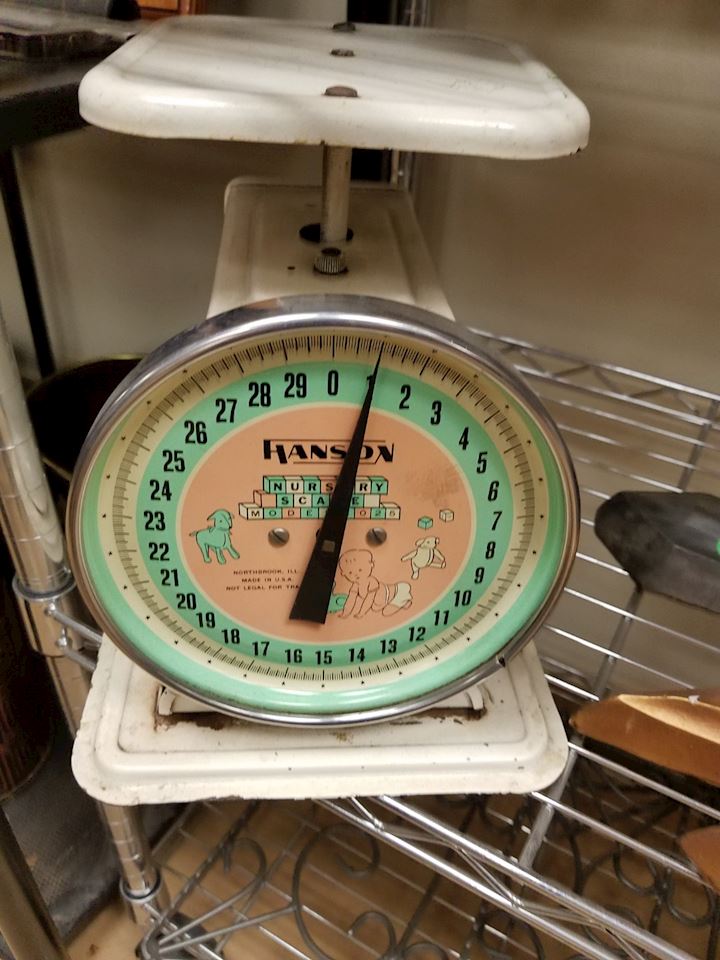 29 0 1 2
28 3
27 4
26 5
25 6
24 7
23 8
22 9
21 10
20 11
19 12
18 13
17 16 15 14
HANSON
NURSERY
SCALE
MODEL 025
NORTHBROOK, ILL.
MADE IN U.S.A.
NOT LEGAL FOR